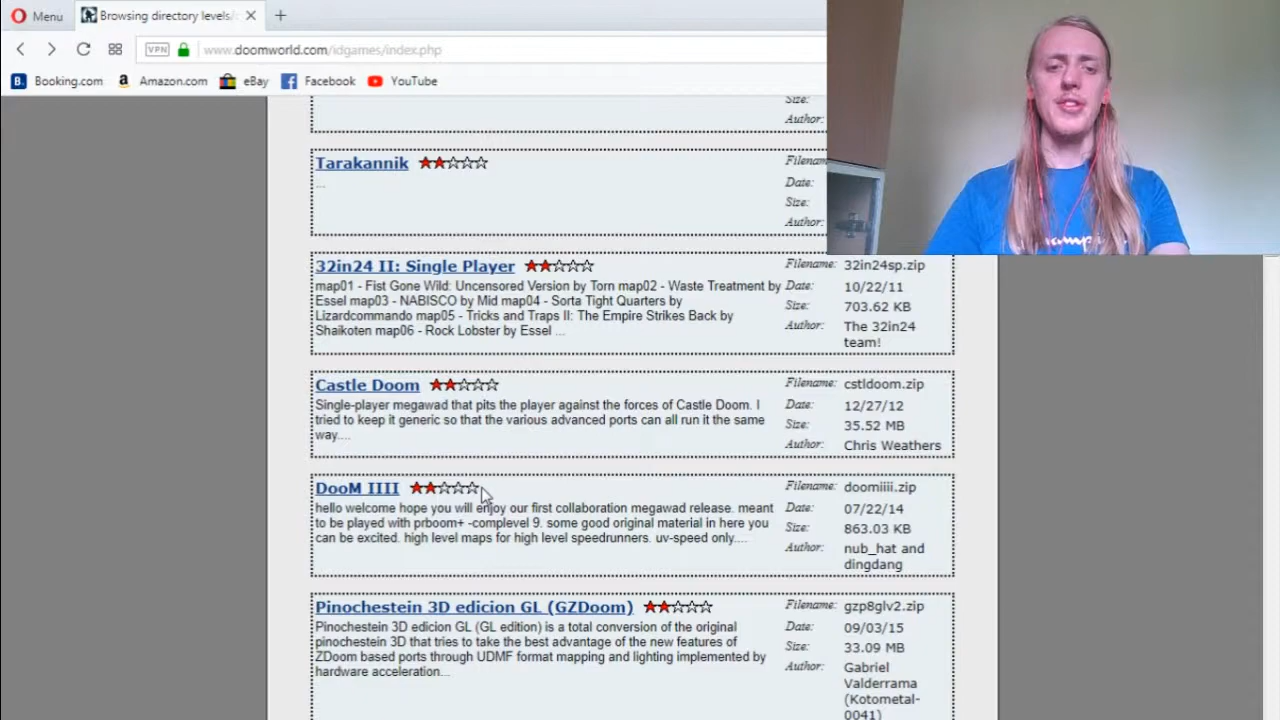 Menu
Browsing directory levels/
www.doomworld.com/idgames/index.php
VPN
B. Booking.com
a Amazon.com
eBay
Facebook
YouTube
Size:
Author:
Tarakannik
...
Filenam
Date:
Size:
Author:
32in24 II: Single Player
map01 - Fist Gone Wild: Uncensored Version by Torn map02 - Waste Treatment by
Essel map03 - NABISCO by Mid map04 - Sorta Tight Quarters by
Lizardcommando map05 - Tricks and Traps II: The Empire Strikes Back by
Shaikoten map06 - Rock Lobster by Essel ...
Filename: 32in24sp.zip
Date: 10/22/11
Size: 703.62 KB
Author: The 32in24
team!
Castle Doom
Single-player megawad that pits the player against the forces of Castle Doom. I
tried to keep it generic so that the various advanced ports can all run it the same
way....
Filename: cstldoom.zip
Date: 12/27/12
Size: 35.52 MB
Author: Chris Weathers
DooM IIII
hello welcome hope you will enjoy our first collaboration megawad release. meant
to be played with prboom+ -complevel 9. some good original material in here you
can be excited. high level maps for high level speedrunners. uv-speed only....
Filename: doomiiii.zip
Date: 07/22/14
Size: 863.03 KB
Author: nub_hat and
dingdang
Pinochestein 3D edicion GL (GZDoom)
Pinochestein 3D edicion GL (GL edition) is a total conversion of the original
pinochestein 3D that tries to take the best advantage of the new features of
ZDoom based ports through UDMF format mapping and lighting implemented by
hardware acceleration...
Filename: gzp8glv2.zip
Date: 09/03/15
Size: 33.09 MB
Author: Gabriel
Valderrama
(Kotometal-
0041)